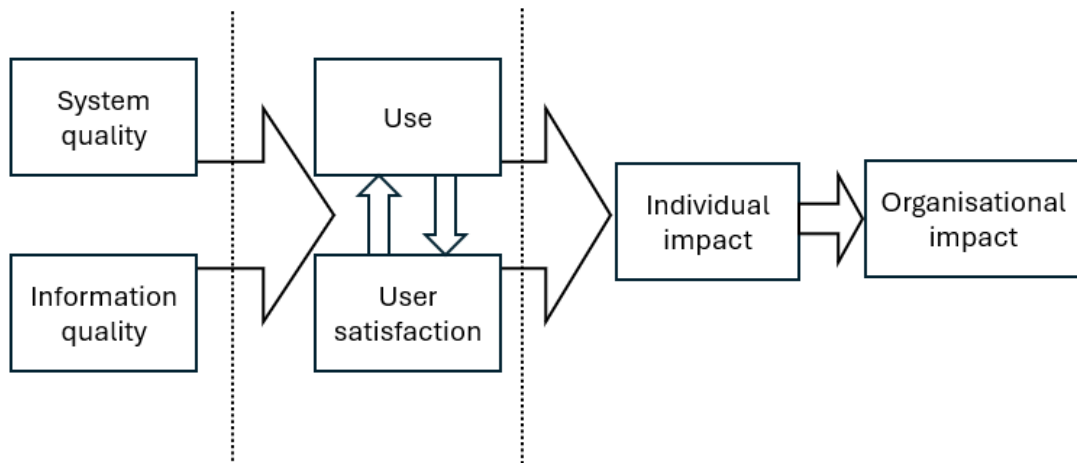 System
quality
Use
Individual
impact
Organisational
impact
Information
quality
User
satisfaction